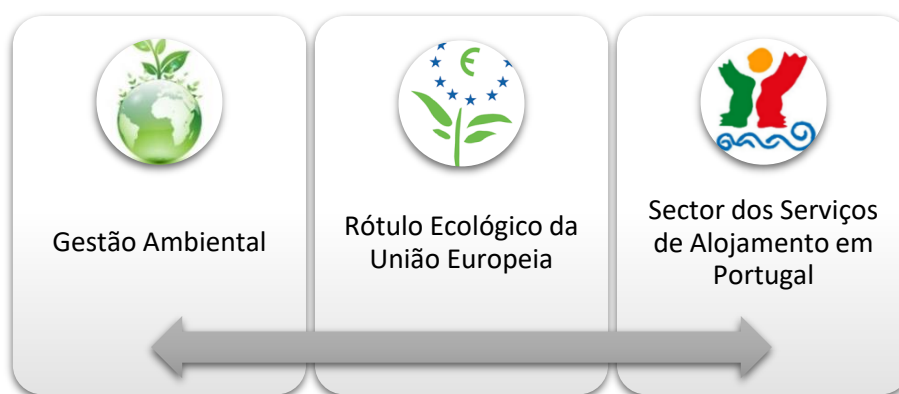 Gestão Ambiental
Rótulo Ecológico da
União Europeia
Sector dos Serviços
de Alojamento em
Portugal